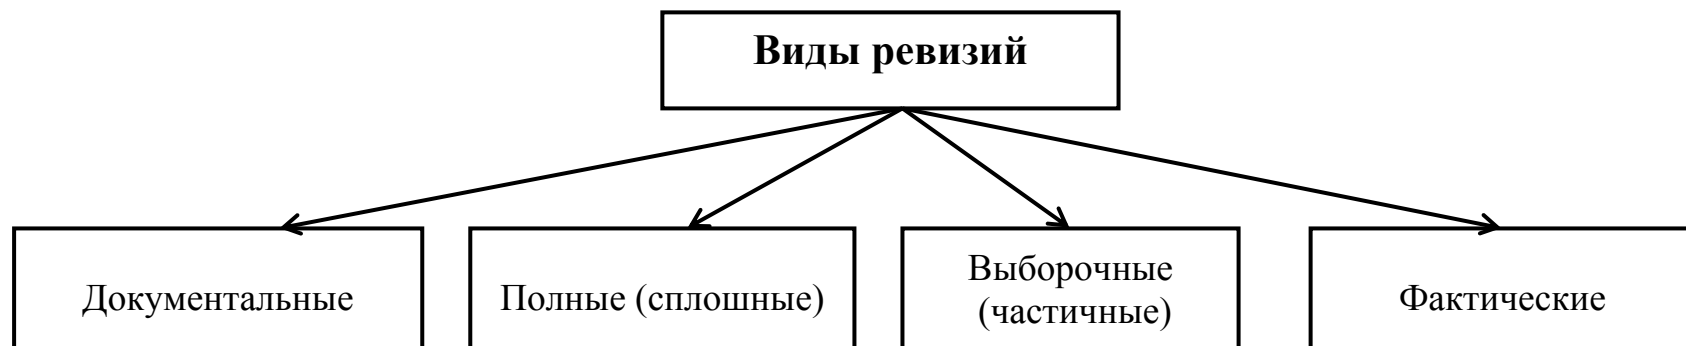 Виды ревизий
Документальные
Полные (сплошные)
Выборочные
(частичные)
Фактические